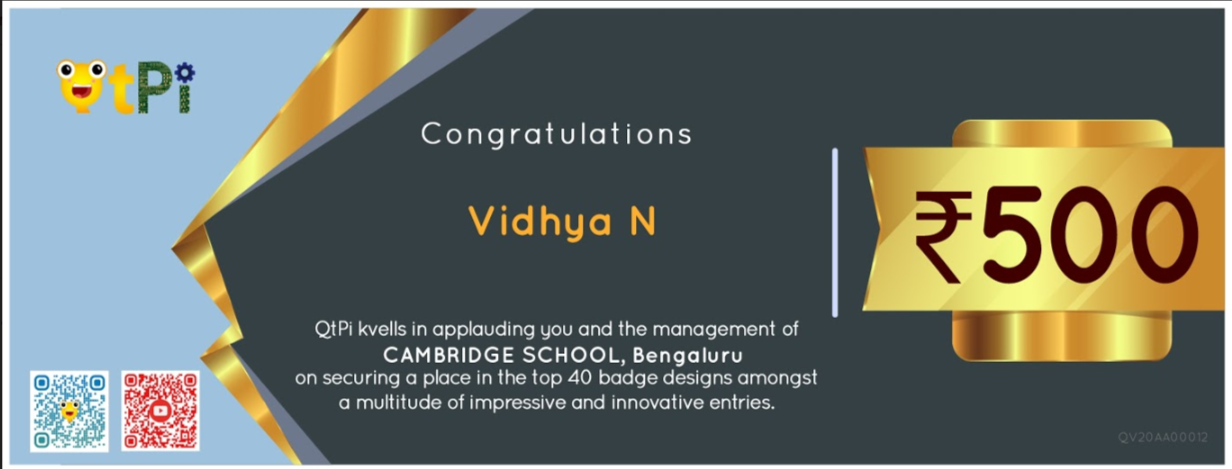 QtPi
Congratulations
Vidhya N
₹500
QtPi kvells in applauding you and the management of
CAMBRIDGE SCHOOL, Bengaluru
on securing a place in the top 40 badge designs amongst
a multitude of impressive and innovative entries.
QV20AA00012